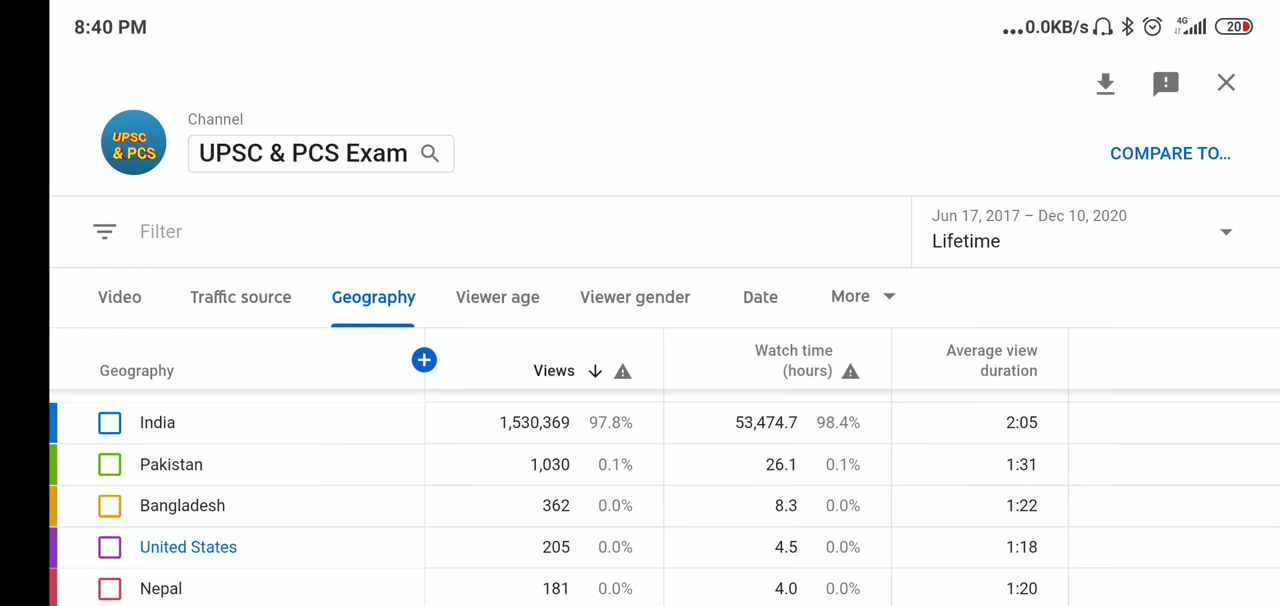 8:40 PM
...0.0KB/s 4G 20
UPSC
& PCS
Channel
UPSC & PCS Exam
COMPARE TO...
Filter
Jun 17, 2017 – Dec 10, 2020
Lifetime
Video Traffic source Geography Viewer age Viewer gender Date More
Geography Views Watch time (hours) Average view duration
India 1,530,369 97.8% 53,474.7 98.4% 2:05
Pakistan 1,030 0.1% 26.1 0.1% 1:31
Bangladesh 362 0.0% 8.3 0.0% 1:22
United States 205 0.0% 4.5 0.0% 1:18
Nepal 181 0.0% 4.0 0.0% 1:20